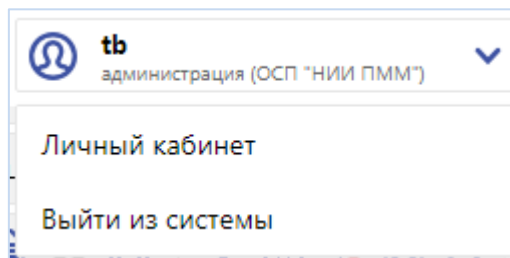 tb
администрация (ОСП "НИИ ПММ")
Личный кабинет
Выйти из системы